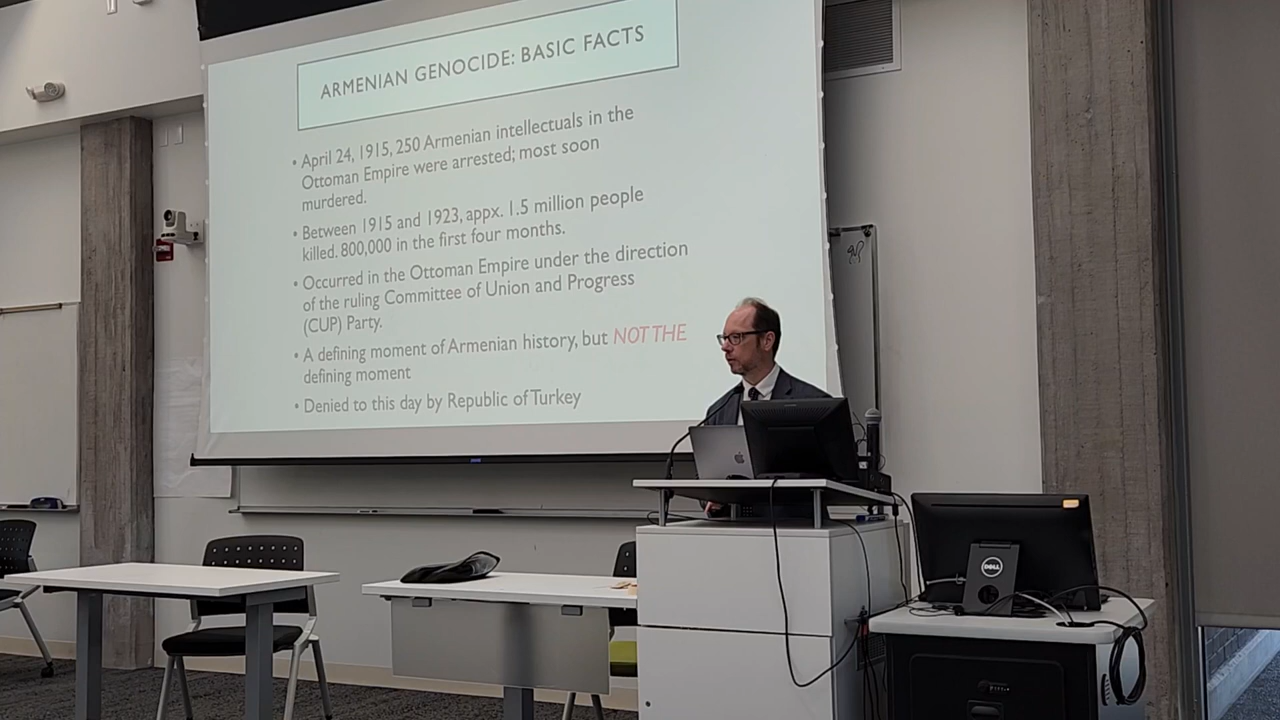 ARMENIAN GENOCIDE: BASIC FACTS
• April 24, 1915, 250 Armenian intellectuals in the
Ottoman Empire were arrested; most soon
murdered.
• Between 1915 and 1923, appx. 1.5 million people
killed. 800,000 in the first four months.
• Occurred in the Ottoman Empire under the direction
of the ruling Committee of Union and Progress
(CUP) Party.
• A defining moment of Armenian history, but NOT THE
defining moment
• Denied to this day by Republic of Turkey
DELL